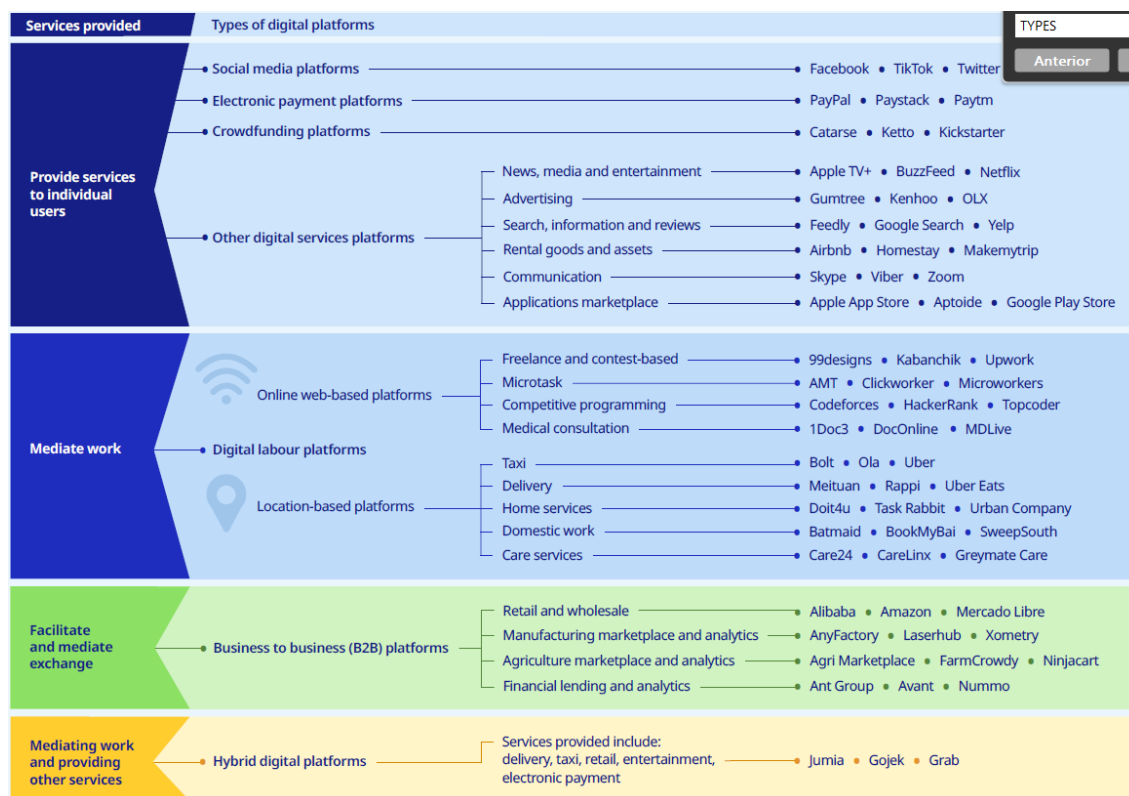 Services provided
Types of digital platforms
TYPES
Anterior
Provide services
to individual
users
Social media platforms
Facebook • TikTok • Twitter
Electronic payment platforms
PayPal • Paystack • Paytm
Crowdfunding platforms
Catarse • Ketto • Kickstarter
Other digital services platforms
News, media and entertainment
Apple TV+ • BuzzFeed • Netflix
Advertising
Gumtree • Kenhoo • OLX
Search, information and reviews
Feedly • Google Search • Yelp
Rental goods and assets
Airbnb • Homestay • Makemytrip
Communication
Skype • Viber • Zoom
Applications marketplace
Apple App Store • Aptoide • Google Play Store
Mediate work
Digital labour platforms
Online web-based platforms
Freelance and contest-based
99designs • Kabanchik • Upwork
Microtask
AMT • Clickworker • Microworkers
Competitive programming
Codeforces • HackerRank • Topcoder
Medical consultation
1Doc3 • DocOnline • MDLive
Location-based platforms
Taxi
Bolt • Ola • Uber
Delivery
Meituan • Rappi • Uber Eats
Home services
Doit4u • Task Rabbit • Urban Company
Domestic work
Batmaid • BookMyBai • SweepSouth
Care services
Care24 • CareLinx • Greymate Care
Facilitate
and mediate
exchange
Business to business (B2B) platforms
Retail and wholesale
Alibaba • Amazon • Mercado Libre
Manufacturing marketplace and analytics
AnyFactory • Laserhub • Xometry
Agriculture marketplace and analytics
Agri Marketplace • FarmCrowdy • Ninjacart
Financial lending and analytics
Ant Group • Avant • Nummo
Mediating work
and providing
other services
Hybrid digital platforms
Services provided include:
delivery, taxi, retail, entertainment,
electronic payment
Jumia • Gojek • Grab